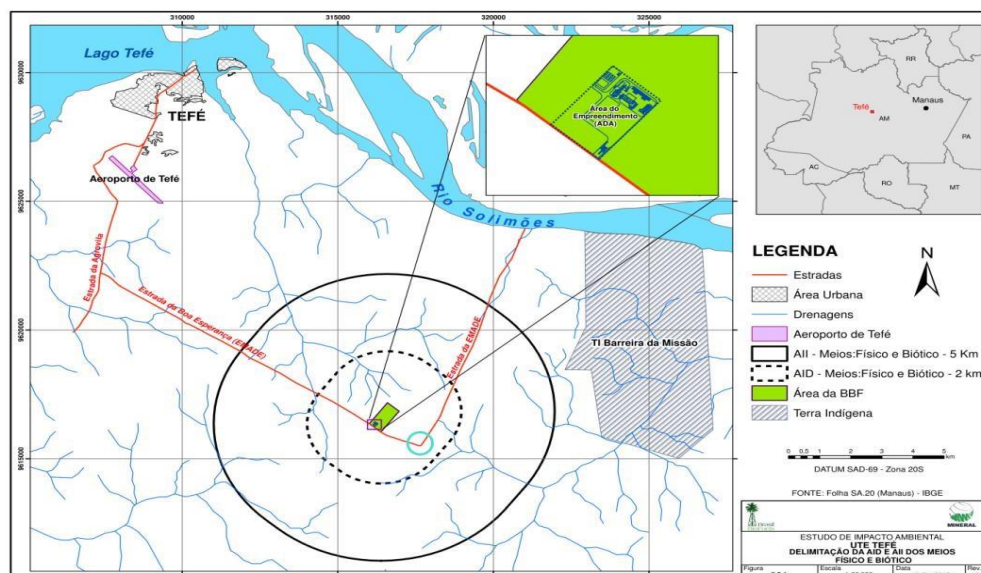 310000 315000 320000 325000
9630000
9625000
9620000
9615000
Lago Tefé
TEFÉ
Aeroporto de Tefé
Estrada da Agrovila
Estrada da Boa Esperança (EMADE)
Estrada da EMADE
Rio Solimões
TI Barreira da Missão
Área do
Empreendimento
(ADA)
RR
Manaus
Tefé
AM
PA
AC
RO
MT
LEGENDA
N
Estradas
Área Urbana
Drenagens
Aeroporto de Tefé
AII - Meios:Físico e Biótico - 5 Km
AID - Meios:Físico e Biótico - 2 km
Área da BBF
Terra Indígena
0 0,5 1 2 3 4 5
km
DATUM SAD-69 - Zona 20S
FONTE: Folha SA.20 (Manaus) - IBGE
MINERAL
ESTUDO DE IMPACTO AMBIENTAL
UTE TEFÉ
DELIMITAÇÃO DA AID E AII DOS MEIOS
FÍSICO E BIÓTICO
Figura Escala Data Rev.